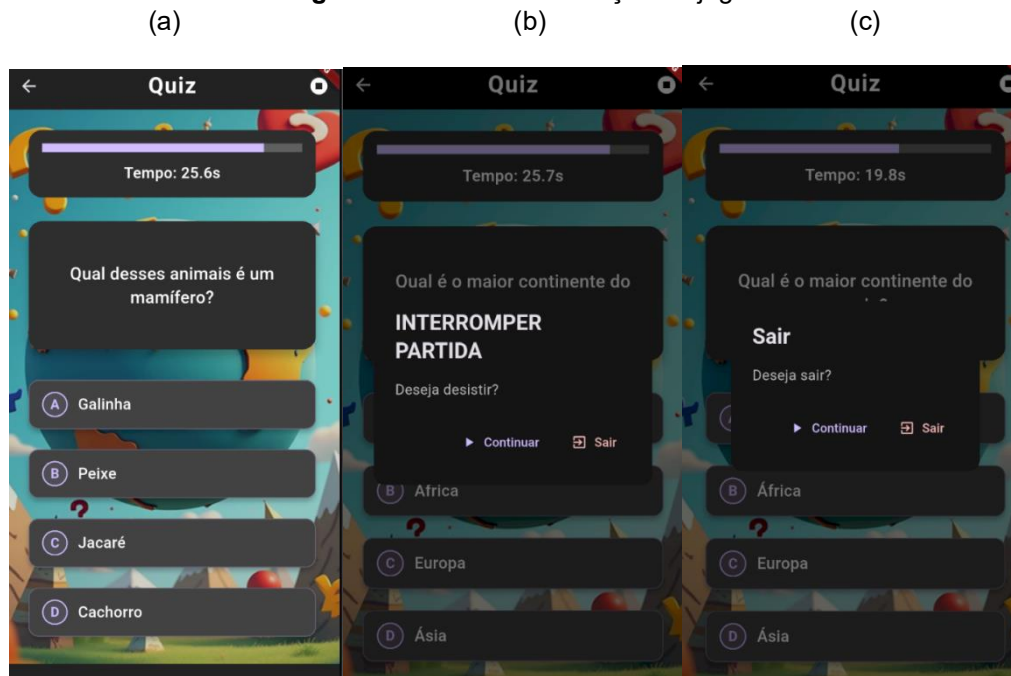 (a) (b) (c)
Quiz
Tempo: 25.6s
Qual desses animais é um
mamífero?
A Galinha
B Peixe
C Jacaré
D Cachorro
Quiz
Tempo: 25.7s
Qual é o maior continente do
INTERROMPER
PARTIDA
Deseja desistir?
Continuar Sair
B África
C Europa
D Ásia
Quiz
Tempo: 19.8s
Qual é o maior continente do
Sair
Deseja sair?
Continuar Sair
B África
C Europa
D Ásia